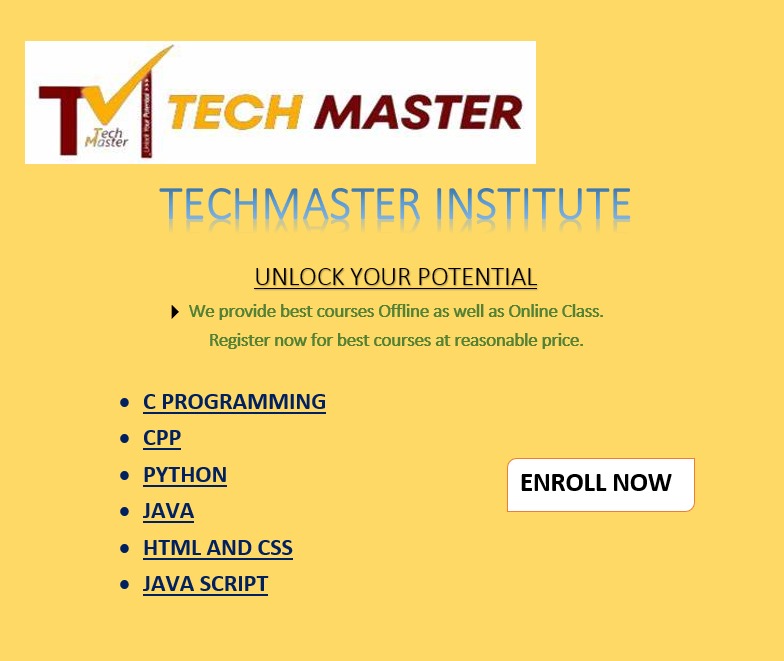 TM
Tech
Master
Unlock Your Potential >>>
TECH MASTER
TECHMASTER INSTITUTE
UNLOCK YOUR POTENTIAL
We provide best courses Offline as well as Online Class.
Register now for best courses at reasonable price.
C PROGRAMMING
CPP
PYTHON
JAVA
HTML AND CSS
JAVA SCRIPT
ENROLL NOW